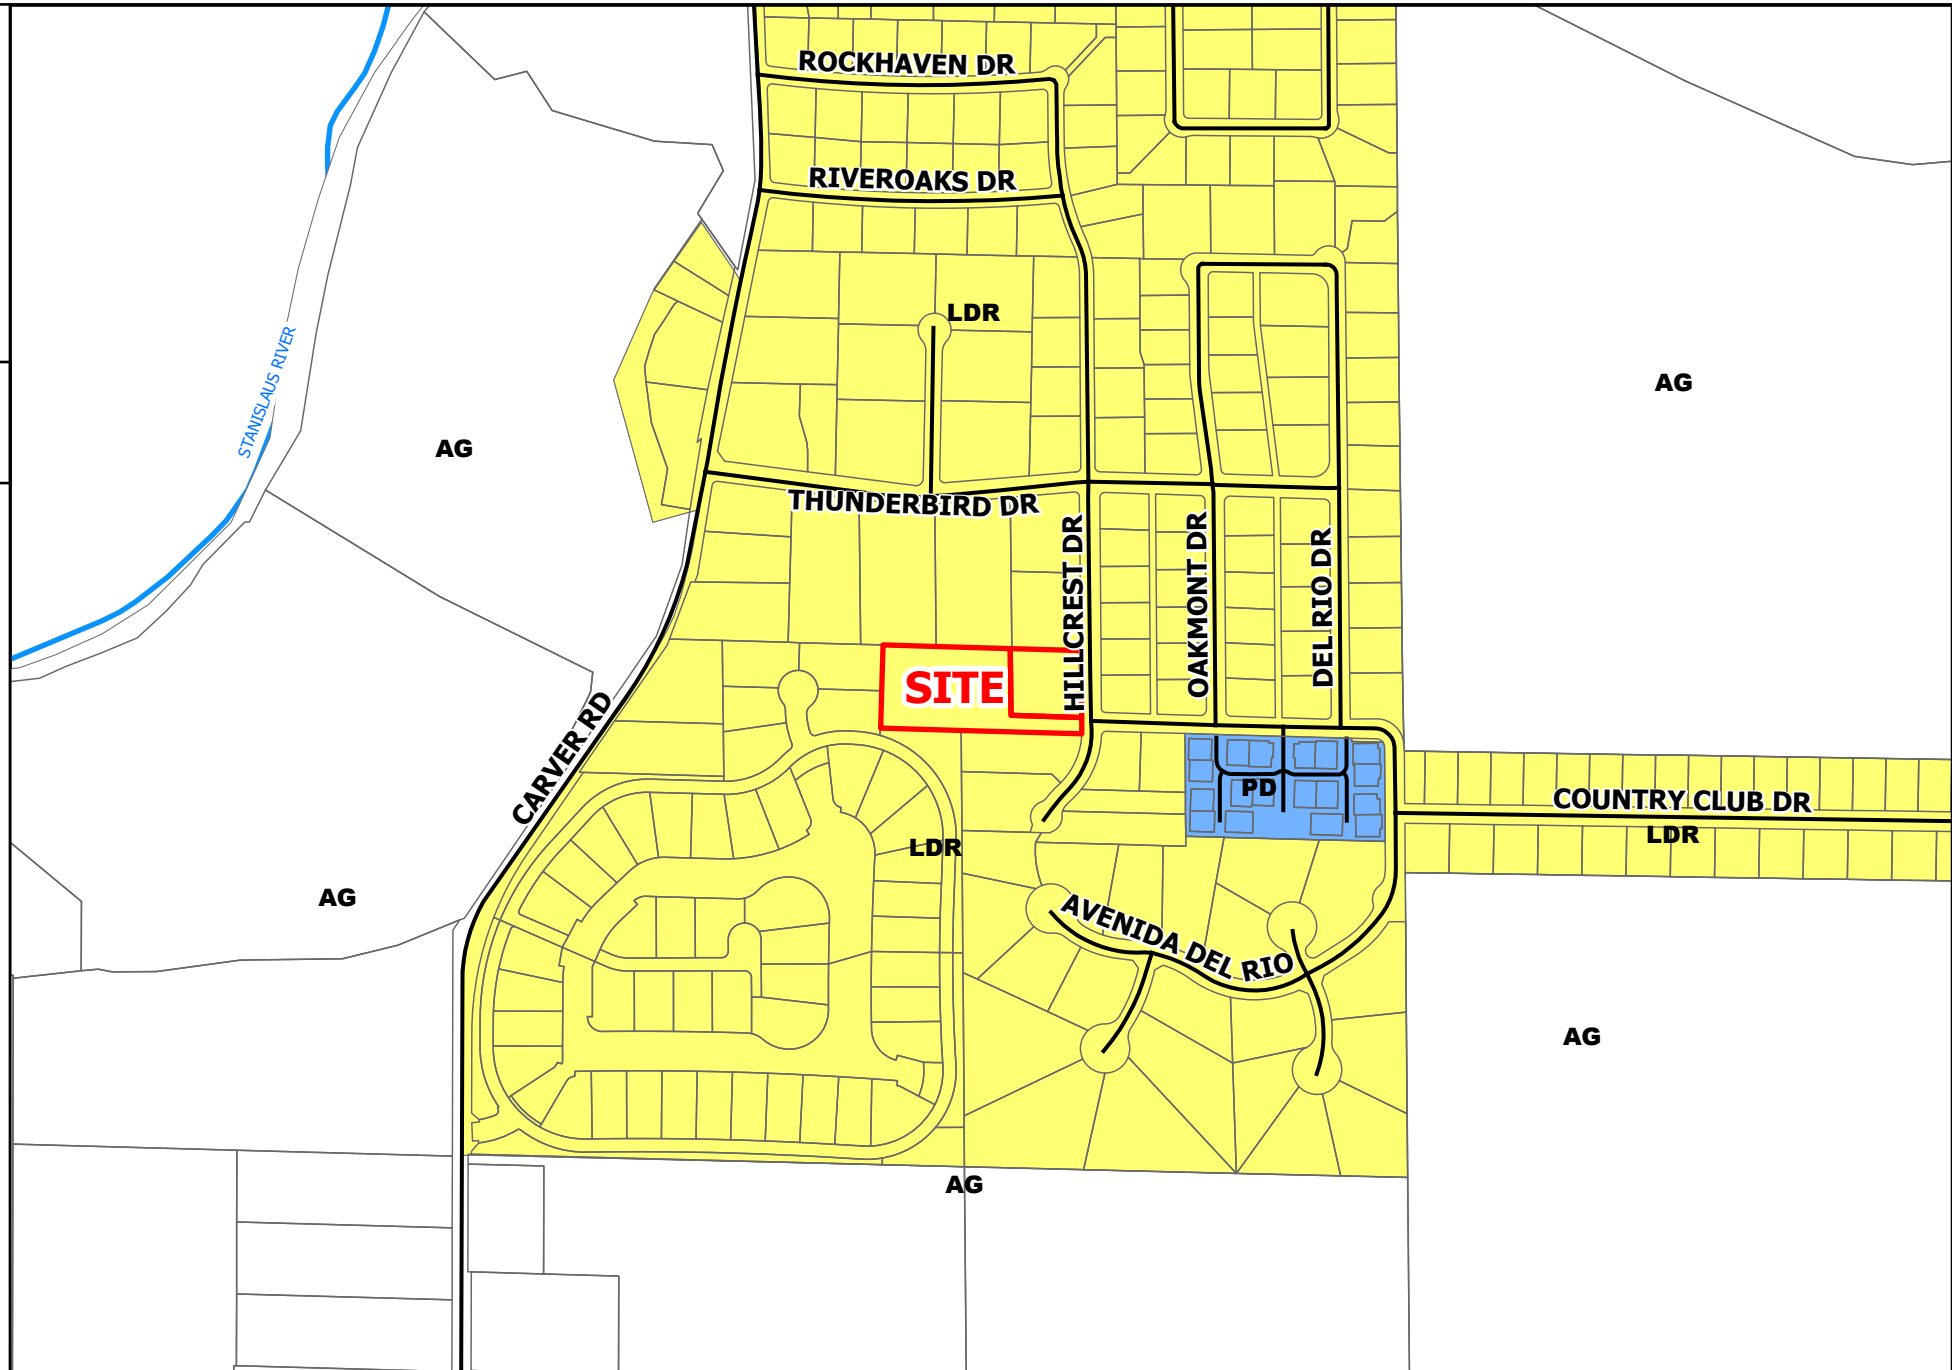 ROCKHAVEN DR
RIVEROAKS DR
LDR
STANISLAUS RIVER
AG
AG
THUNDERBIRD DR
HILLCREST DR
OAKMONT DR
DEL RIO DR
SITE
CARVER RD
PD
COUNTRY CLUB DR
LDR
LDR
AG
AVENIDA DEL RIO
AG
AG